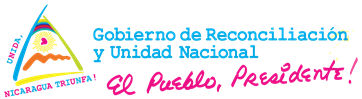 UNIDA,
NICARAGUA TRIUNFA!
Gobierno de Reconciliación
y Unidad Nacional
El Pueblo, Presidente!